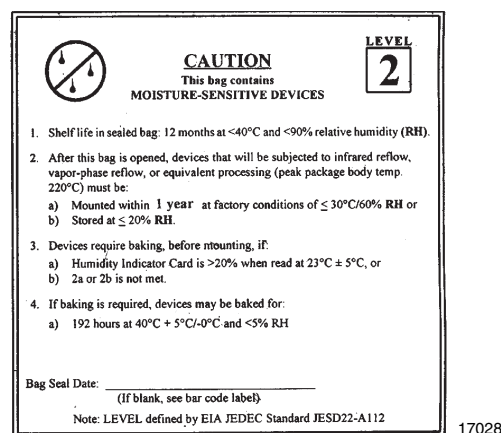 LEVEL
2
CAUTION
This bag contains
MOISTURE-SENSITIVE DEVICES
1. Shelf life in sealed bag: 12 months at <40°C and <90% relative humidity (RH).
2. After this bag is opened, devices that will be subjected to infrared reflow,
vapor-phase reflow, or equivalent processing (peak package body temp.
220°C) must be:
a) Mounted within 1 year at factory conditions of ≤ 30°C/60% RH or
b) Stored at ≤ 20% RH.
3. Devices require baking, before mounting, if:
a) Humidity Indicator Card is >20% when read at 23°C ± 5°C, or
b) 2a or 2b is not met.
4. If baking is required, devices may be baked for:
a) 192 hours at 40°C + 5°C/-0°C and <5% RH
Bag Seal Date: ____________________
(If blank, see bar code label)
Note: LEVEL defined by EIA JEDEC Standard JESD22-A112
17028